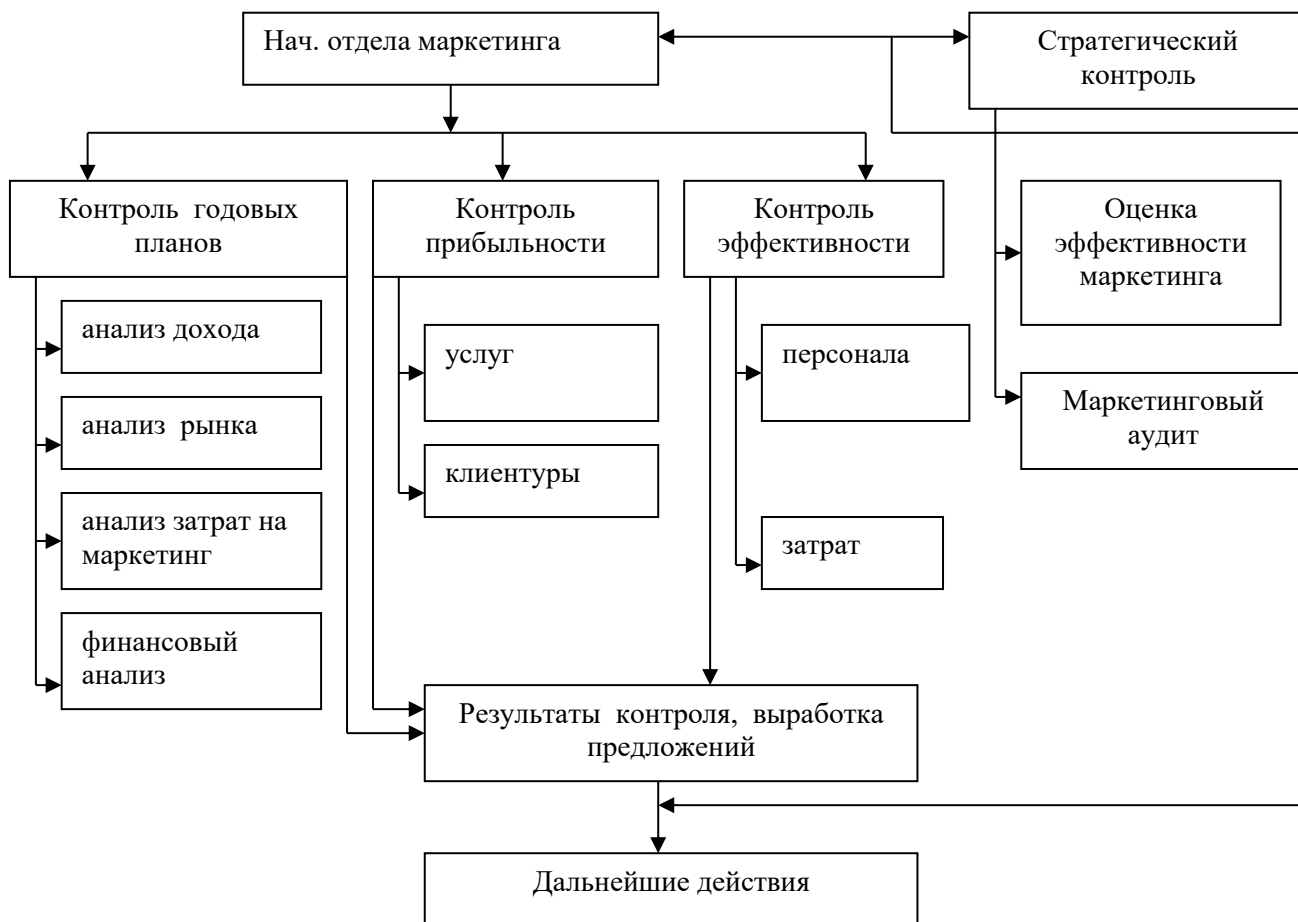 Нач. отдела маркетинга
Стратегический
контроль
Контроль годовых
планов
Контроль
прибыльности
Контроль
эффективности
Оценка
эффективности
маркетинга
анализ дохода
услуг
персонала
анализ рынка
Маркетинговый
аудит
клиентуры
анализ затрат на
маркетинг
затрат
финансовый
анализ
Результаты контроля, выработка
предложений
Дальнейшие действия